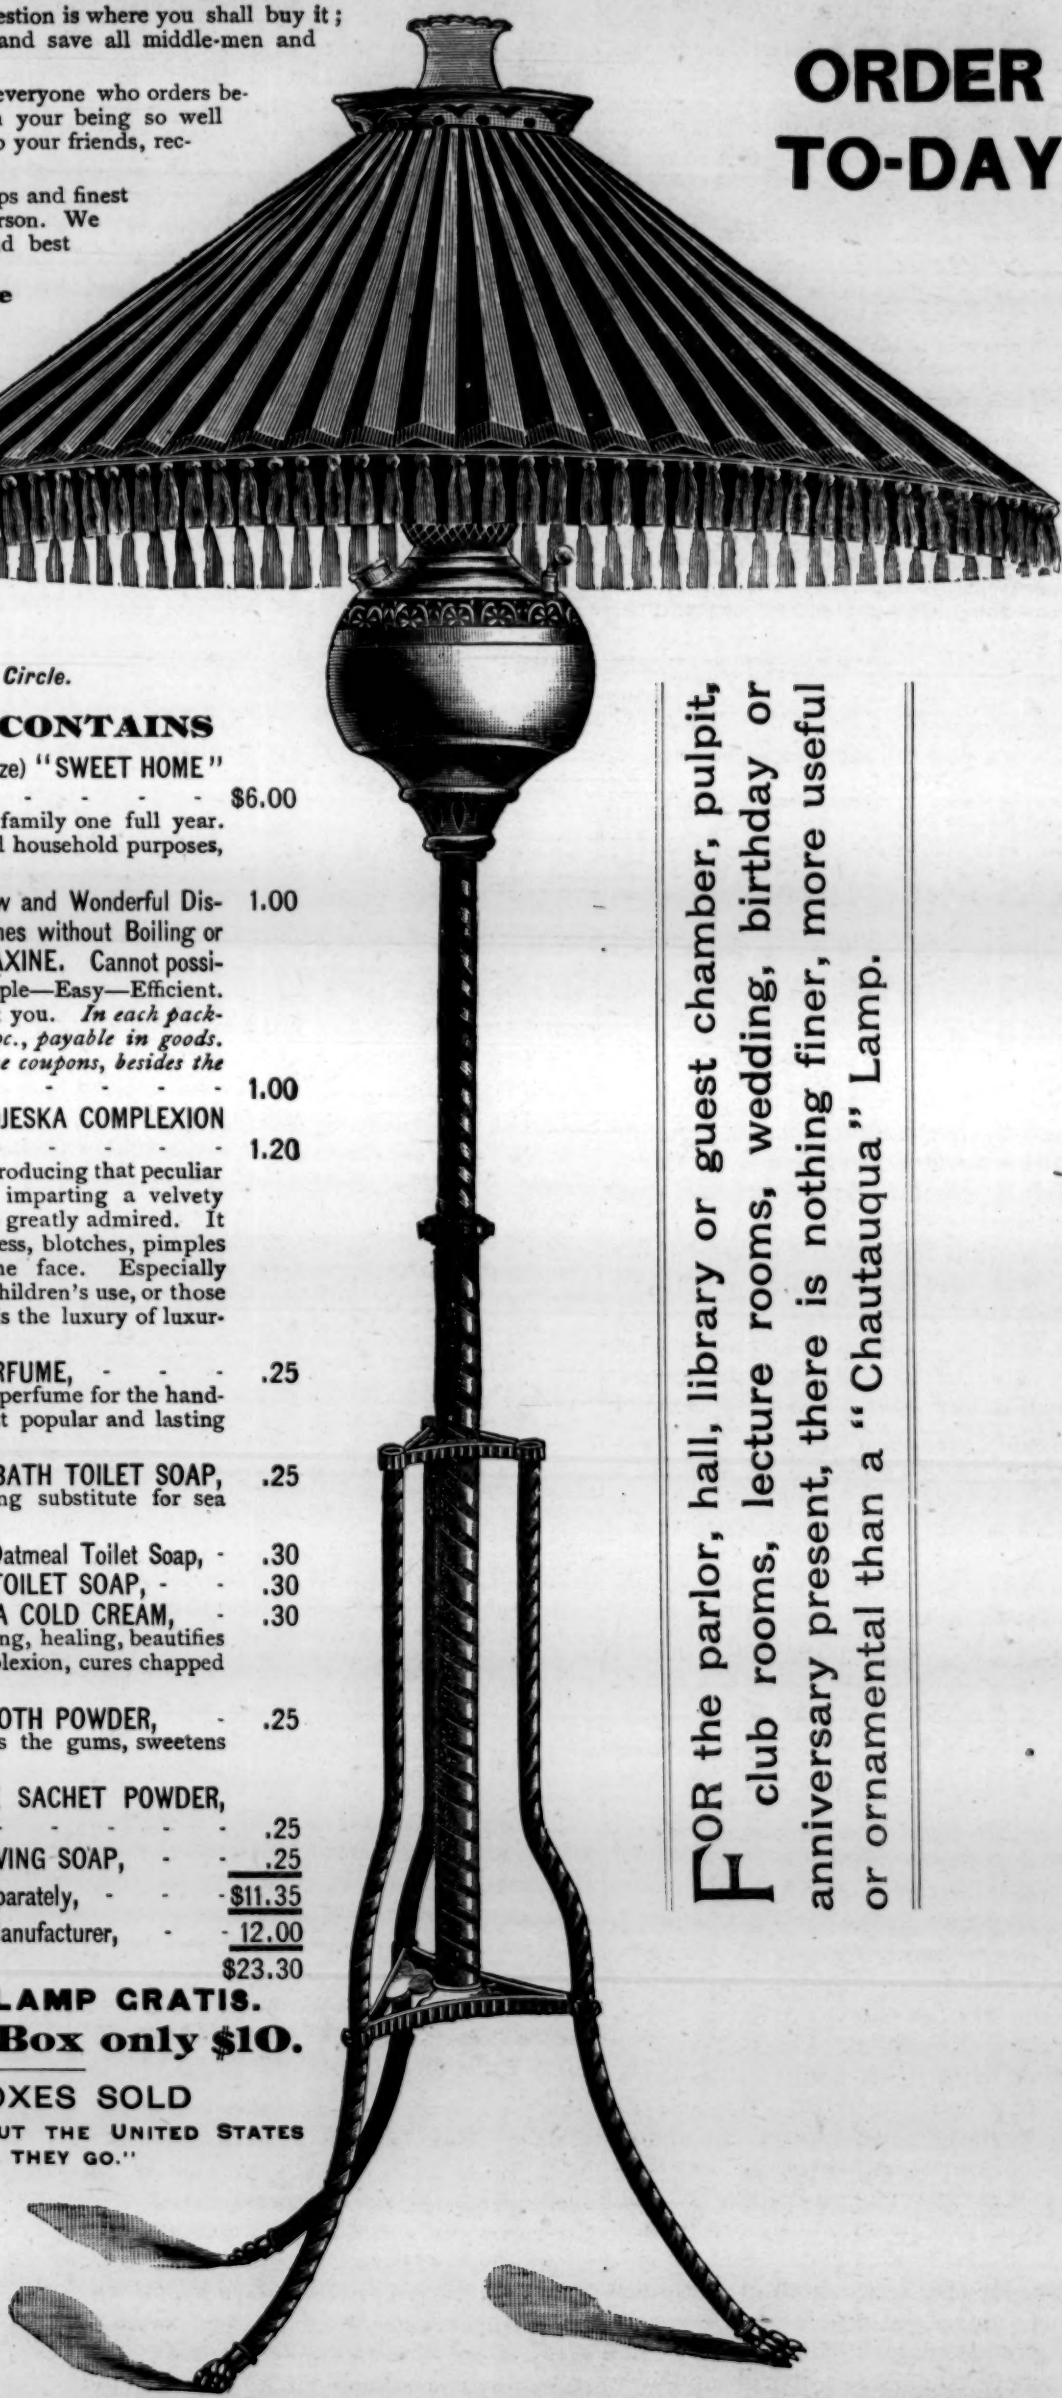 estion is where you shall buy it;
and save all middle-men and
everyone who orders be-
your being so well
your friends, rec-
ps and finest
rson. We
d best
e
ORDER
TO-DAY
Circle.
CONTAINS
ze) "SWEET HOME"
- - - - $6.00
family one full year.
household purposes,
w and Wonderful Dis- 1.00
nes without Boiling or
AXINE. Cannot possi-
ple—Easy—Efficient.
you. In each pack-
oc., payable in goods.
e coupons, besides the
- - - - 1.00
JESKA COMPLEXION
- - - - - 1.20
roducing that peculiar
imparting a velvety
greatly admired. It
ess, blotches, pimples
he face. Especially
hildren's use, or those
s the luxury of luxur-
RFUME, - - - .25
perfume for the hand-
t popular and lasting
BATH TOILET SOAP, .25
ng substitute for sea
Oatmeal Toilet Soap, - .30
TOILET SOAP, - - .30
A COLD CREAM, - .30
ng, healing, beautifies
plexion, cures chapped
OTH POWDER, - .25
s the gums, sweetens
SACHET POWDER,
- - - - - .25
VING SOAP, - - .25
parately, - - - $11.35
anufacturer, - - 12.00
$23.30
LAMP GRATIS.
Box only $10.
OXES SOLD
UT THE UNITED STATES
THEY GO."
FOR the parlor, hall, library or guest chamber, pulpit,
club rooms, lecture rooms, wedding, birthday or
anniversary present, there is nothing finer, more useful
or ornamental than a "Chautauqua" Lamp.